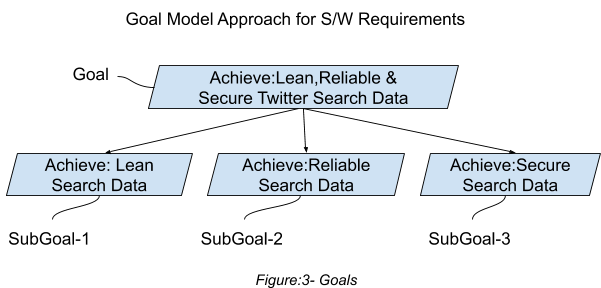 Goal Model Approach for S/W Requirements
Goal
Achieve:Lean,Reliable &
Secure Twitter Search Data
Achieve: Lean
Search Data
Achieve:Reliable
Search Data
Achieve:Secure
Search Data
SubGoal-1
SubGoal-2
SubGoal-3
Figure:3- Goals